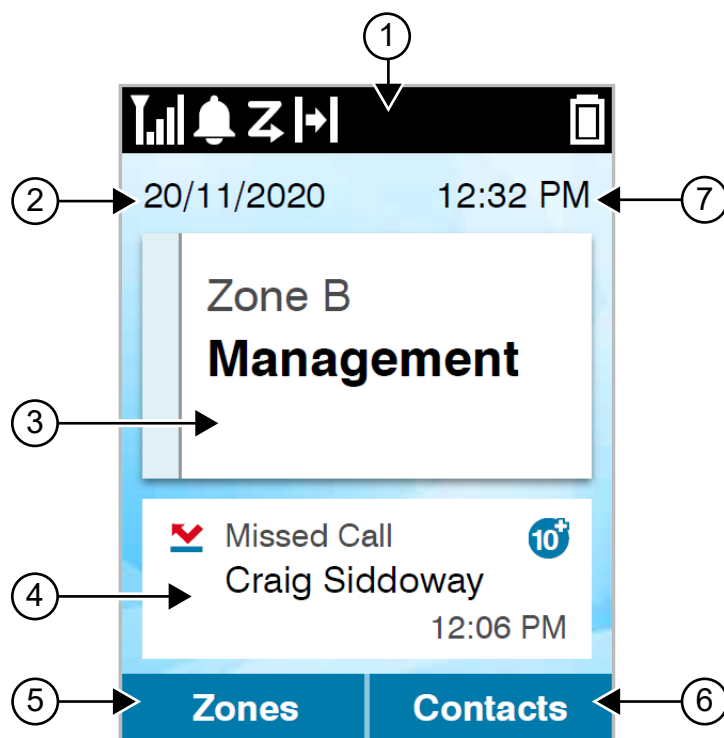 1
2
20/11/2020 12:32 PM
7
Zone B
Management
3
Missed Call 10+
Craig Siddoway
4
12:06 PM
5
Zones Contacts
6